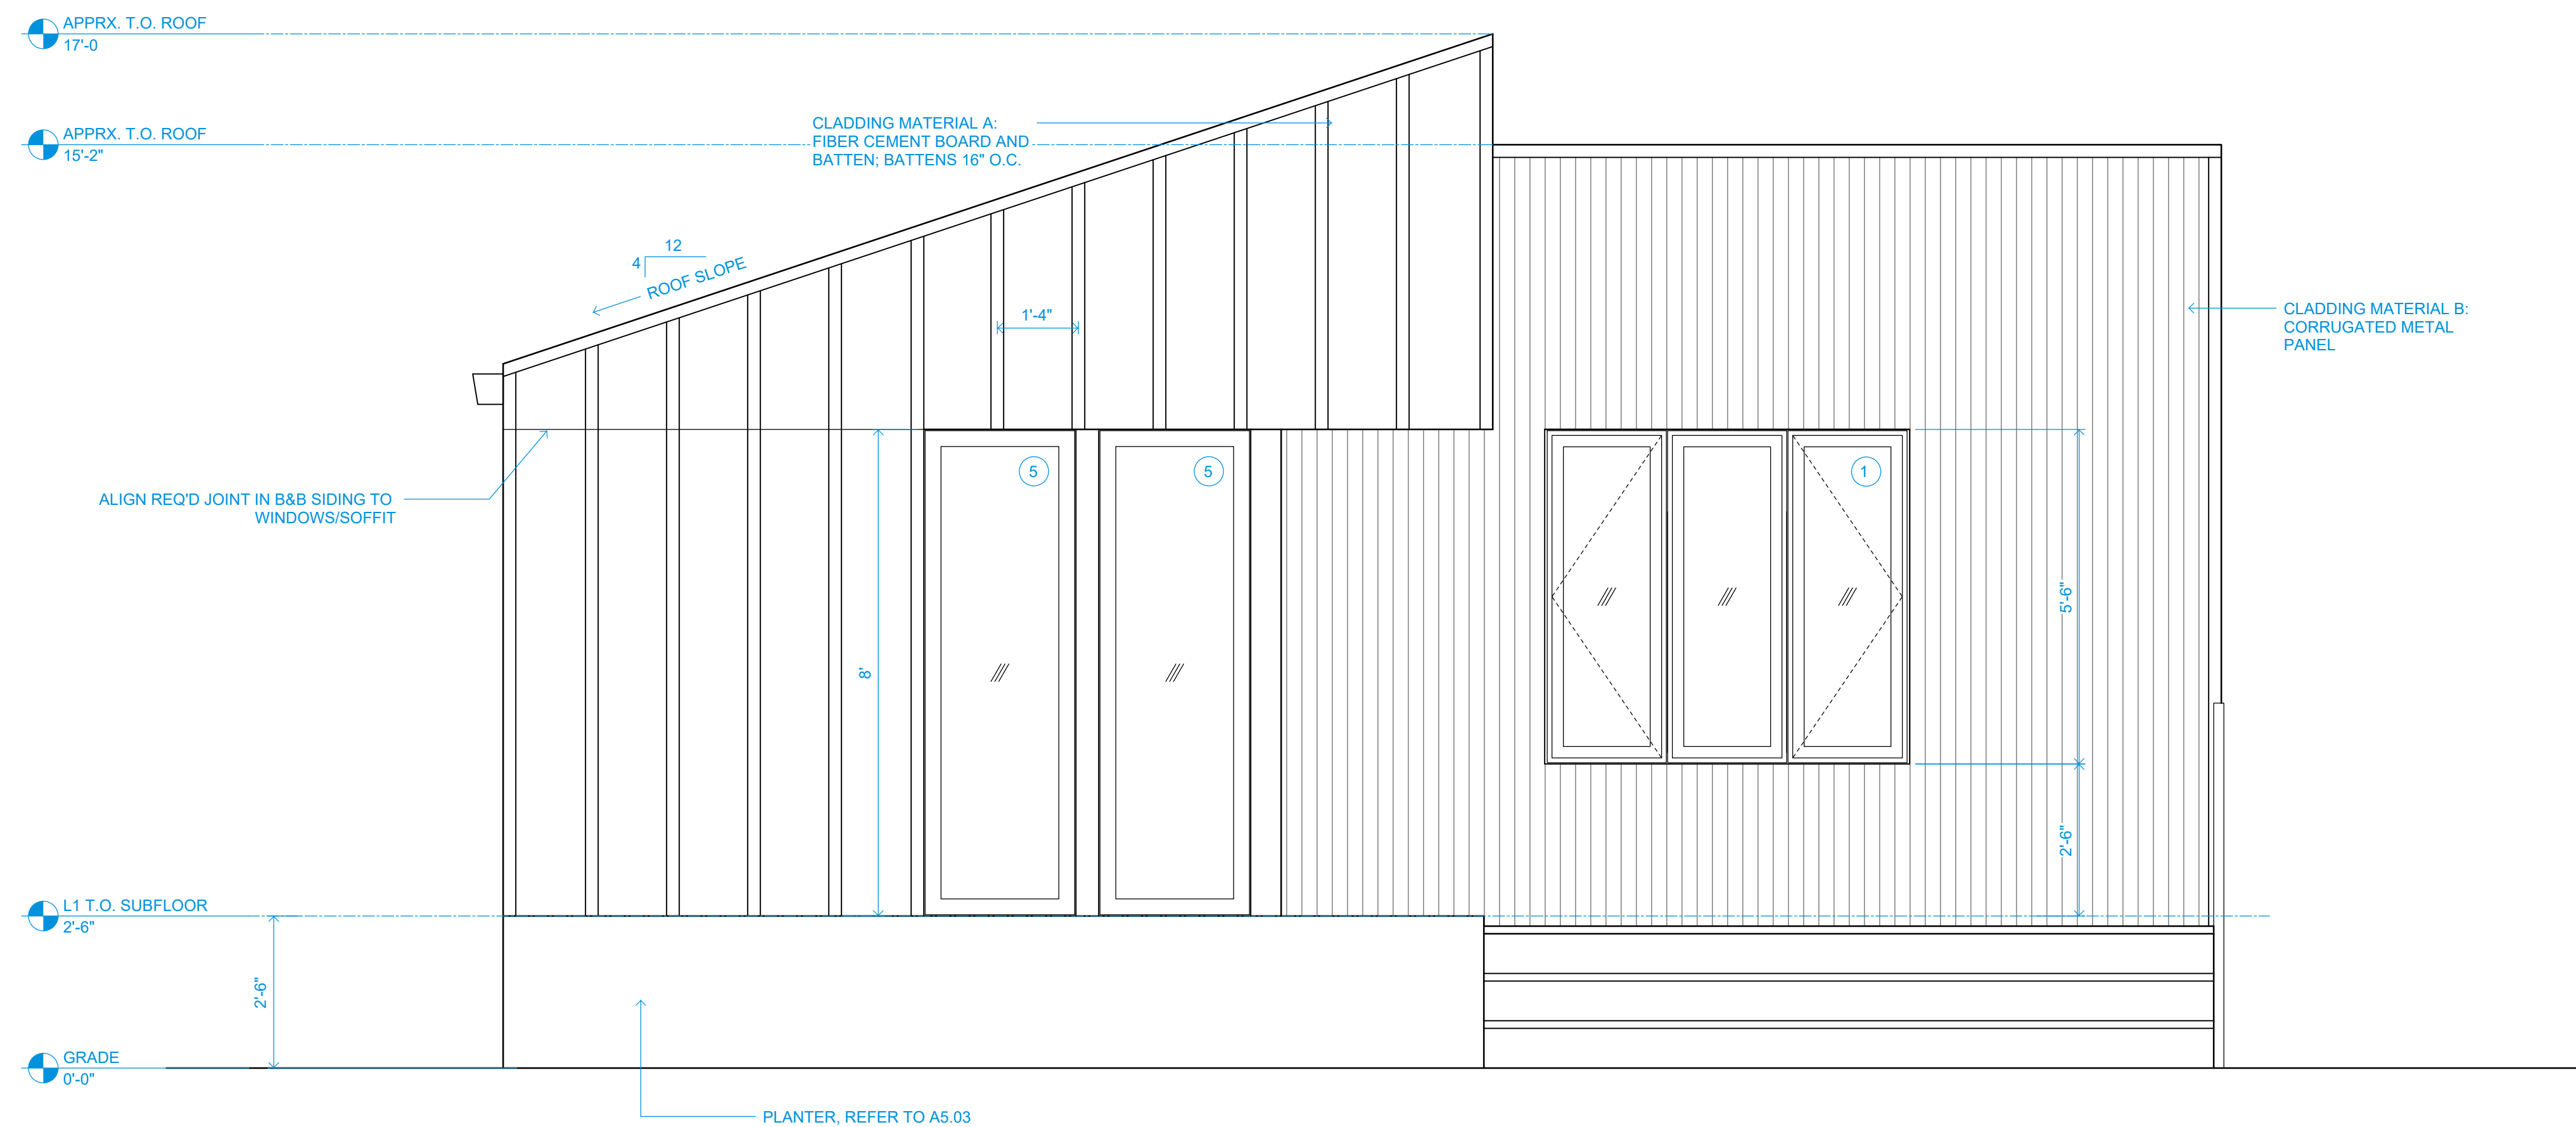 APPRX. T.O. ROOF
17'-0
APPRX. T.O. ROOF
15'-2"
CLADDING MATERIAL A:
FIBER CEMENT BOARD AND
BATTEN; BATTENS 16" O.C.
12
4
ROOF SLOPE
1'-4"
CLADDING MATERIAL B:
CORRUGATED METAL
PANEL
5
5
1
ALIGN REQ'D JOINT IN B&B SIDING TO
WINDOWS/SOFFIT
8'
5'-6"
2'-6"
L1 T.O. SUBFLOOR
2'-6"
2'-6"
GRADE
0'-0"
PLANTER, REFER TO A5.03